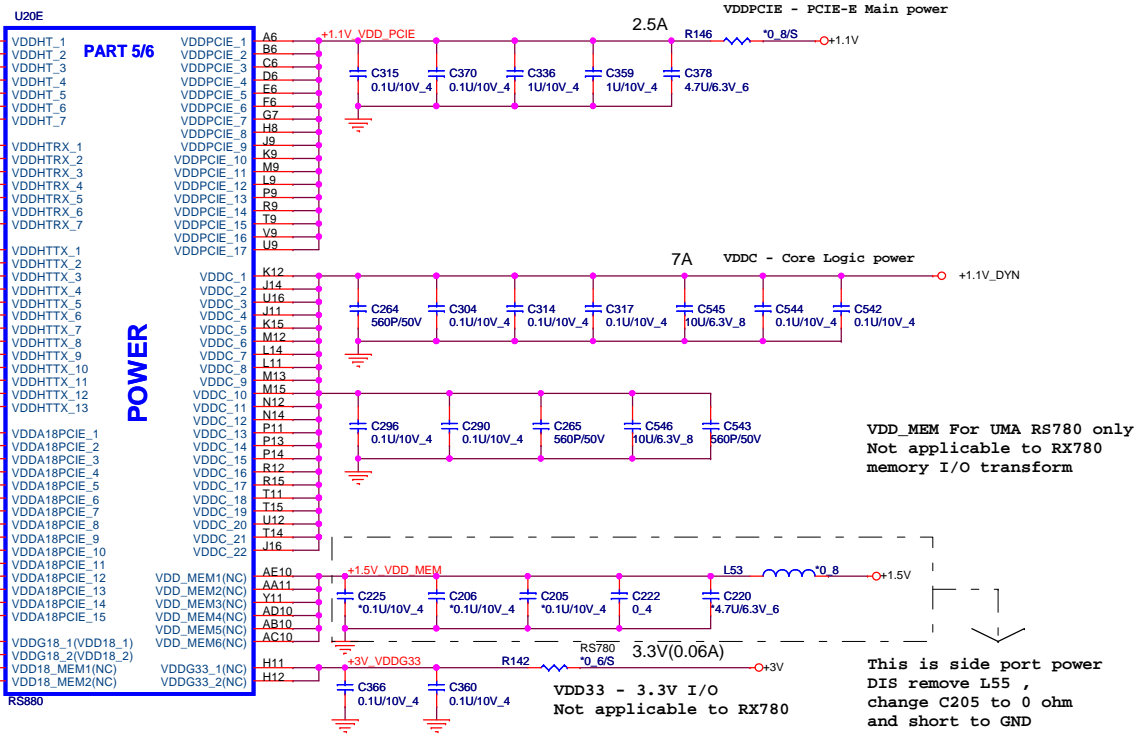 U20E
PART 5/6
POWER
RS880
VDDHT_1
VDDHT_2
VDDHT_3
VDDHT_4
VDDHT_5
VDDHT_6
VDDHT_7
VDDHTRX_1
VDDHTRX_2
VDDHTRX_3
VDDHTRX_4
VDDHTRX_5
VDDHTRX_6
VDDHTRX_7
VDDHTTX_1
VDDHTTX_2
VDDHTTX_3
VDDHTTX_4
VDDHTTX_5
VDDHTTX_6
VDDHTTX_7
VDDHTTX_8
VDDHTTX_9
VDDHTTX_10
VDDHTTX_11
VDDHTTX_12
VDDHTTX_13
VDDA18PCIE_1
VDDA18PCIE_2
VDDA18PCIE_3
VDDA18PCIE_4
VDDA18PCIE_5
VDDA18PCIE_6
VDDA18PCIE_7
VDDA18PCIE_8
VDDA18PCIE_9
VDDA18PCIE_10
VDDA18PCIE_11
VDDA18PCIE_12
VDDA18PCIE_13
VDDA18PCIE_14
VDDA18PCIE_15
VDDG18_1(VDD18_1)
VDDG18_2(VDD18_2)
VDD18_MEM1(NC)
VDD18_MEM2(NC)
VDDPCIE_1 A6
VDDPCIE_2 B6
VDDPCIE_3 C6
VDDPCIE_4 D6
VDDPCIE_5 E6
VDDPCIE_6 F6
VDDPCIE_7 G7
VDDPCIE_8 H8
VDDPCIE_9 J9
VDDPCIE_10 K9
VDDPCIE_11 M9
VDDPCIE_12 L9
VDDPCIE_13 P9
VDDPCIE_14 R9
VDDPCIE_15 T9
VDDPCIE_16 V9
VDDPCIE_17 U9
VDDC_1 K12
VDDC_2 J14
VDDC_3 U16
VDDC_4 J11
VDDC_5 K15
VDDC_6 M12
VDDC_7 L14
VDDC_8 L11
VDDC_9 M13
VDDC_10 M15
VDDC_11 N12
VDDC_12 N14
VDDC_13 P11
VDDC_14 P13
VDDC_15 P14
VDDC_16 R12
VDDC_17 R15
VDDC_18 T11
VDDC_19 T15
VDDC_20 U12
VDDC_21 T14
VDDC_22 J16
VDD_MEM1(NC) AE10
VDD_MEM2(NC) AA11
VDD_MEM3(NC) Y11
VDD_MEM4(NC) AD10
VDD_MEM5(NC) AB10
VDD_MEM6(NC) AC10
VDDG33_1(NC) H11
VDDG33_2(NC) H12
VDDPCIE - PCIE-E Main power
+1.1V_VDD_PCIE
2.5A
R146 *0_8/S +1.1V
C315
0.1U/10V_4
C370
0.1U/10V_4
C336
1U/10V_4
C359
1U/10V_4
C378
4.7U/6.3V_6
7A
VDDC - Core Logic power
+1.1V_DYN
C264
560P/50V
C304
0.1U/10V_4
C314
0.1U/10V_4
C317
0.1U/10V_4
C545
10U/6.3V_8
C544
0.1U/10V_4
C542
0.1U/10V_4
C296
0.1U/10V_4
C290
0.1U/10V_4
C265
560P/50V
C546
10U/6.3V_8
C543
560P/50V
VDD_MEM For UMA RS780 only
Not applicable to RX780
memory I/O transform
+1.5V_VDD_MEM
L53 *0_8 +1.5V
C225
*0.1U/10V_4
C206
*0.1U/10V_4
C205
*0.1U/10V_4
C222
0_4
C220
*4.7U/6.3V_6
+3V_VDDG33
R142
RS780
*0_6/S
3.3V(0.06A)
+3V
C366
0.1U/10V_4
C360
0.1U/10V_4
VDD33 - 3.3V I/O
Not applicable to RX780
This is side port power
DIS remove L55 ,
change C205 to 0 ohm
and short to GND